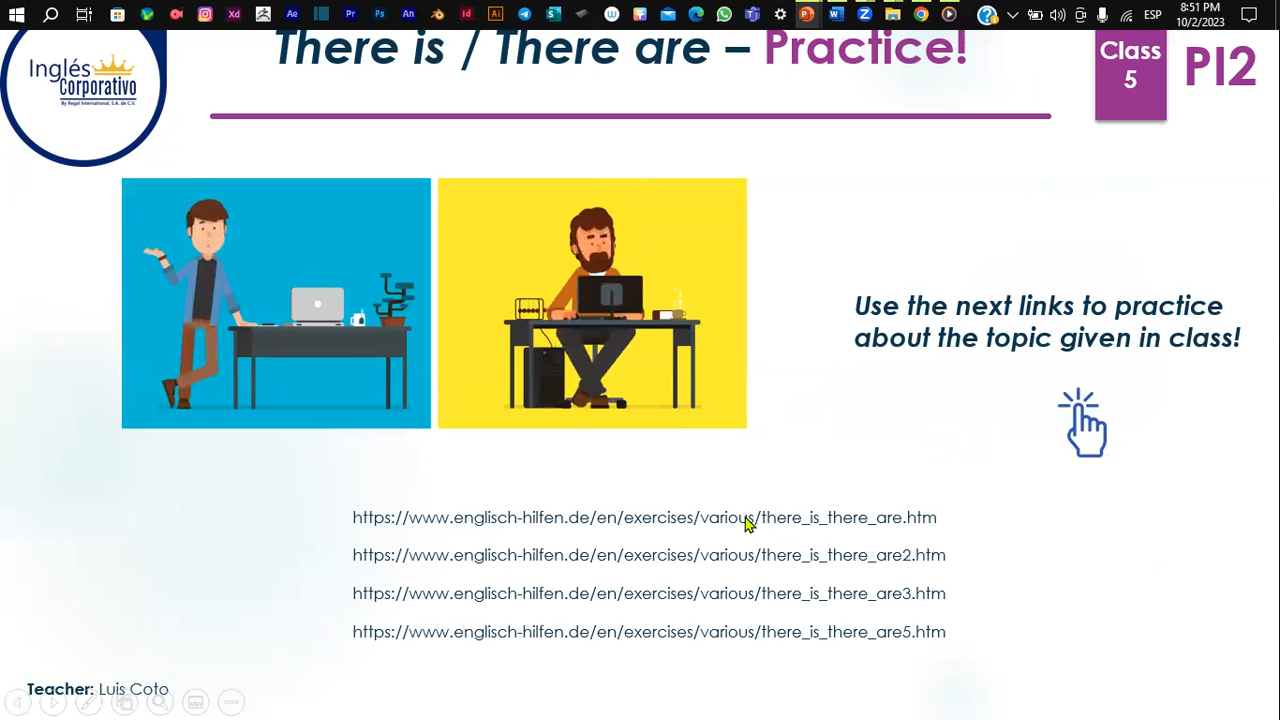 8:51 PM
ESP
10/2/2023
There is / There are – Practice!
Class
5
PI2
Inglés
Corporativo
By Regal International, S.A. de C.V.
Use the next links to practice
about the topic given in class!
https://www.englisch-hilfen.de/en/exercises/various/there_is_there_are.htm
https://www.englisch-hilfen.de/en/exercises/various/there_is_there_are2.htm
https://www.englisch-hilfen.de/en/exercises/various/there_is_there_are3.htm
https://www.englisch-hilfen.de/en/exercises/various/there_is_there_are5.htm
Teacher: Luis Coto